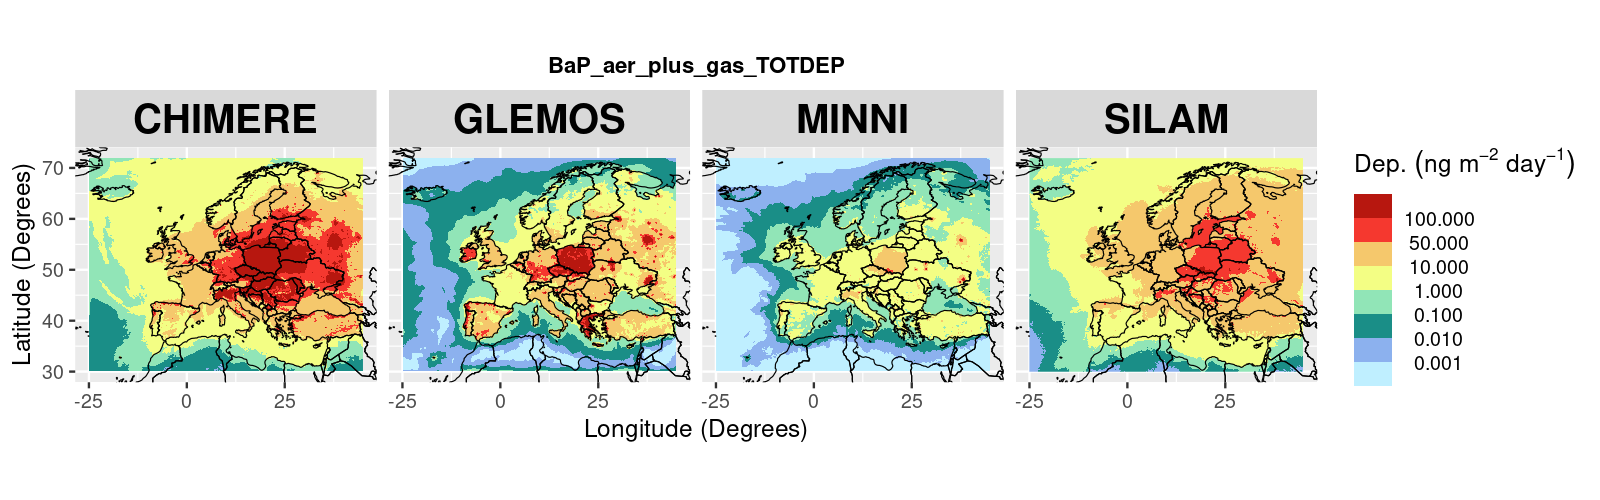 BaP_aer_plus_gas_TOTDEP
CHIMERE GLEMOS MINNI SILAM
Latitude (Degrees)
70
60
50
40
30
-25 0 25 -25 0 25 -25 0 25 -25 0 25
Longitude (Degrees)
Dep. (ng m⁻² day⁻¹)
100.000
50.000
10.000
1.000
0.100
0.010
0.001